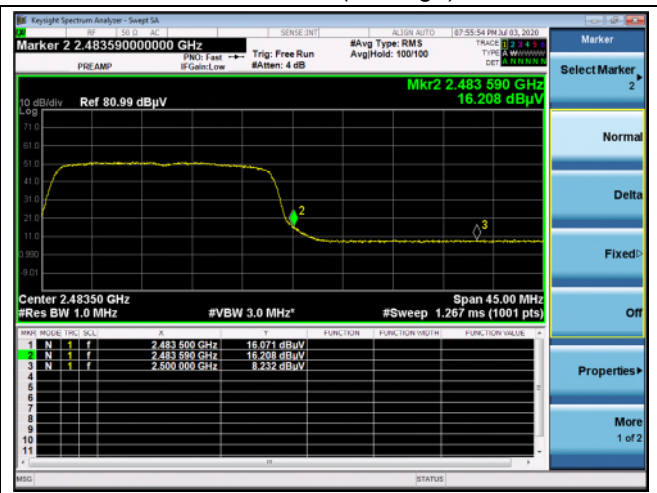 Keysight Spectrum Analyzer - Swept SA
RF 50 Ω AC SENSE:INT ALIGN AUTO 07:55:54 PM Jul 03, 2020
Marker 2 2.483590000000 GHz
PREAMP
PNO: Fast
IFGain:Low
Trig: Free Run
#Atten: 4 dB
#Avg Type: RMS
Avg|Hold: 100/100
TRACE 1 2 3 4 5 6
TYPE A W W W W W
DET A N N N N N
Mkr2 2.483 590 GHz
16.208 dBµV
10 dB/div Ref 80.99 dBµV
Log
71.0
61.0
51.0
41.0
31.0
21.0
11.0
0.990
-9.01
2
3
Center 2.48350 GHz
Span 45.00 MHz
#Res BW 1.0 MHz #VBW 3.0 MHz* #Sweep 1.267 ms (1001 pts)
MKR MODE TRC SCL X Y FUNCTION FUNCTION WIDTH FUNCTION VALUE
1 N 1 f 2.483 500 GHz 16.071 dBµV
2 N 1 f 2.483 590 GHz 16.208 dBµV
3 N 1 f 2.500 000 GHz 8.232 dBµV
4
5
6
7
8
9
10
11
MSG STATUS
Marker
Select Marker
2
Normal
Delta
Fixed
Off
Properties
More
1 of 2